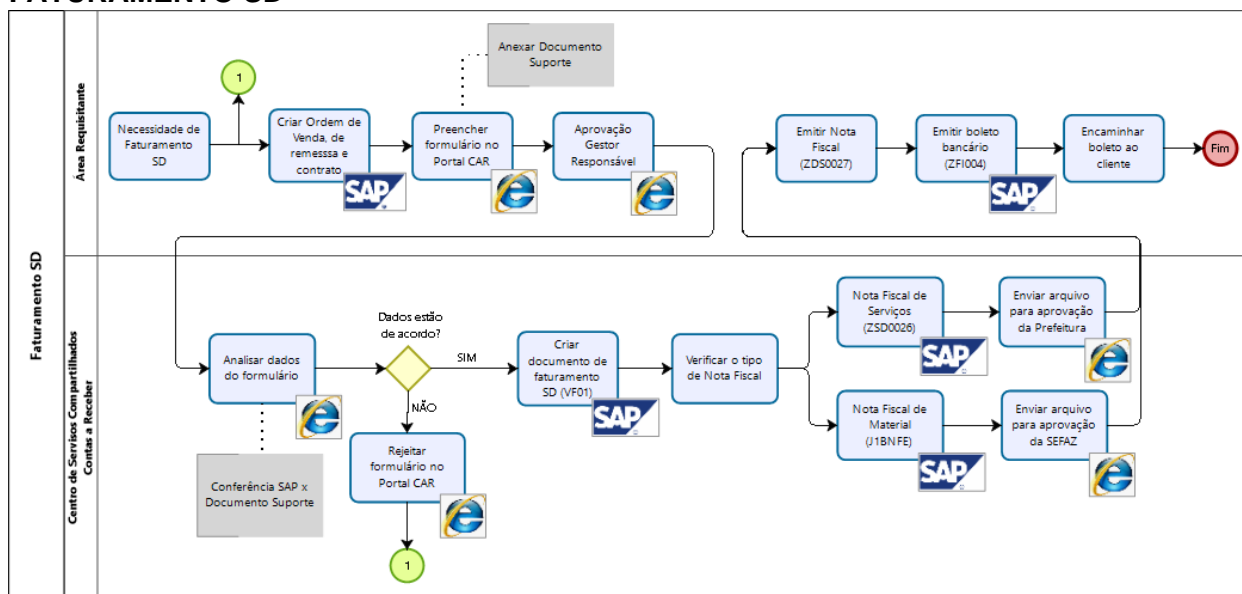 FATURAMENTO SD
Faturamento SD
Área Requisitante
1
Necessidade de
Faturamento
SD
Criar Ordem de
Venda, de
remesssa e
contrato
SAP
Preencher
formulário no
Portal CAR
Anexar Documento
Suporte
Aprovação
Gestor
Responsável
Emitir Nota
Fiscal
(ZDS0027)
Emitir boleto
bancário
(ZFI004)
SAP
Encaminhar
boleto ao
cliente
Fim
Centro de Servisos Compartilhados
Contas a Receber
Analisar dados
do formulário
Conferência SAP x
Documento Suporte
Dados estão
de acordo?
SIM
NÃO
Rejeitar
formulário no
Portal CAR
1
Criar
documento de
faturamento
SD (VF01)
SAP
Verificar o tipo
de Nota Fiscal
Nota Fiscal de
Serviços
(ZSD0026)
SAP
Enviar arquivo
para aprovação
da Prefeitura
Nota Fiscal de
Material
(J1BNFE)
SAP
Enviar arquivo
para aprovação
da SEFAZ